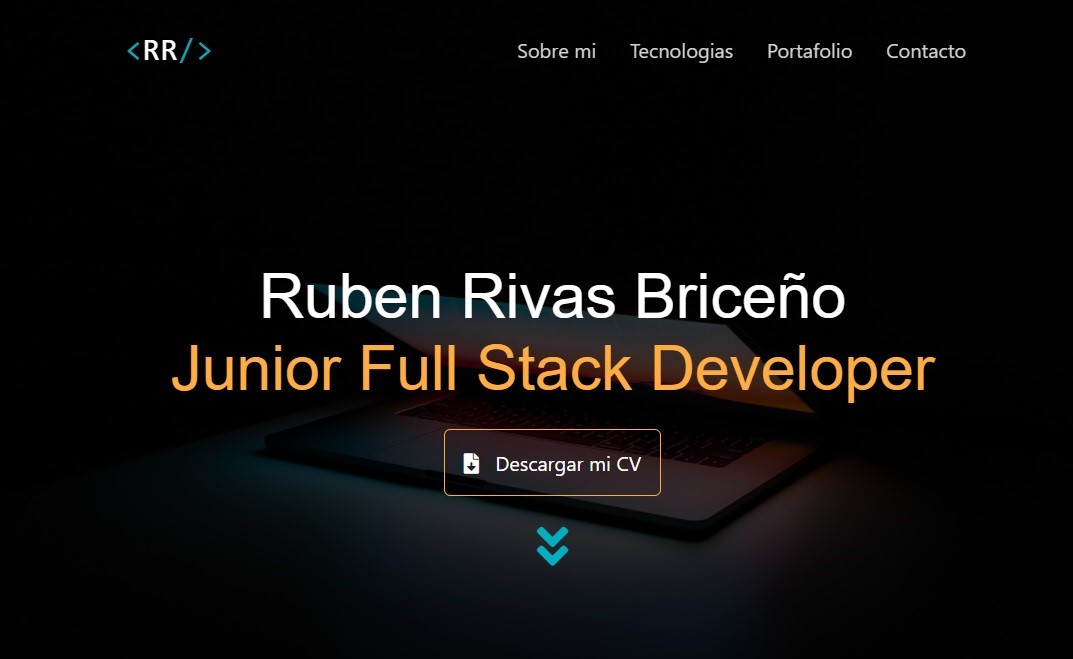 <RR/>
Sobre mi Tecnologias Portafolio Contacto
Ruben Rivas Briceño
Junior Full Stack Developer
Descargar mi CV